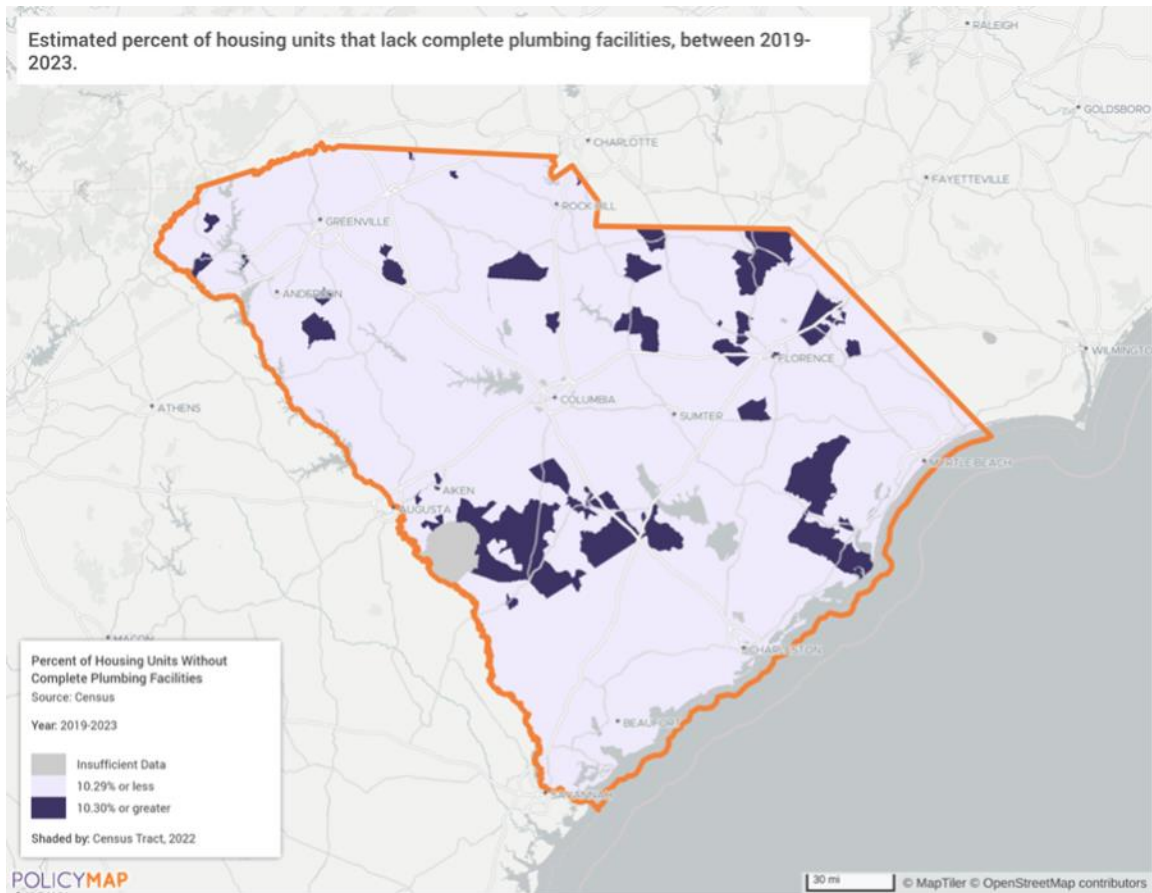 Estimated percent of housing units that lack complete plumbing facilities, between 2019-
2023.
RALEIGH
GOLDSBORO
CHARLOTTE
FAYETTEVILLE
ROCK HILL
GREENVILLE
ANDERSON
WILMINGTON
FLORENCE
ATHENS
COLUMBIA
SUMTER
MYRTLE BEACH
AIKEN
AUGUSTA
MACON
CHARLESTON
BEAUFORT
SAVANNAH
Percent of Housing Units Without
Complete Plumbing Facilities
Source: Census
Year: 2019-2023
Insufficient Data
10.29% or less
10.30% or greater
Shaded by: Census Tract, 2022
POLICYMAP
30 mi
© MapTiler © OpenStreetMap contributors